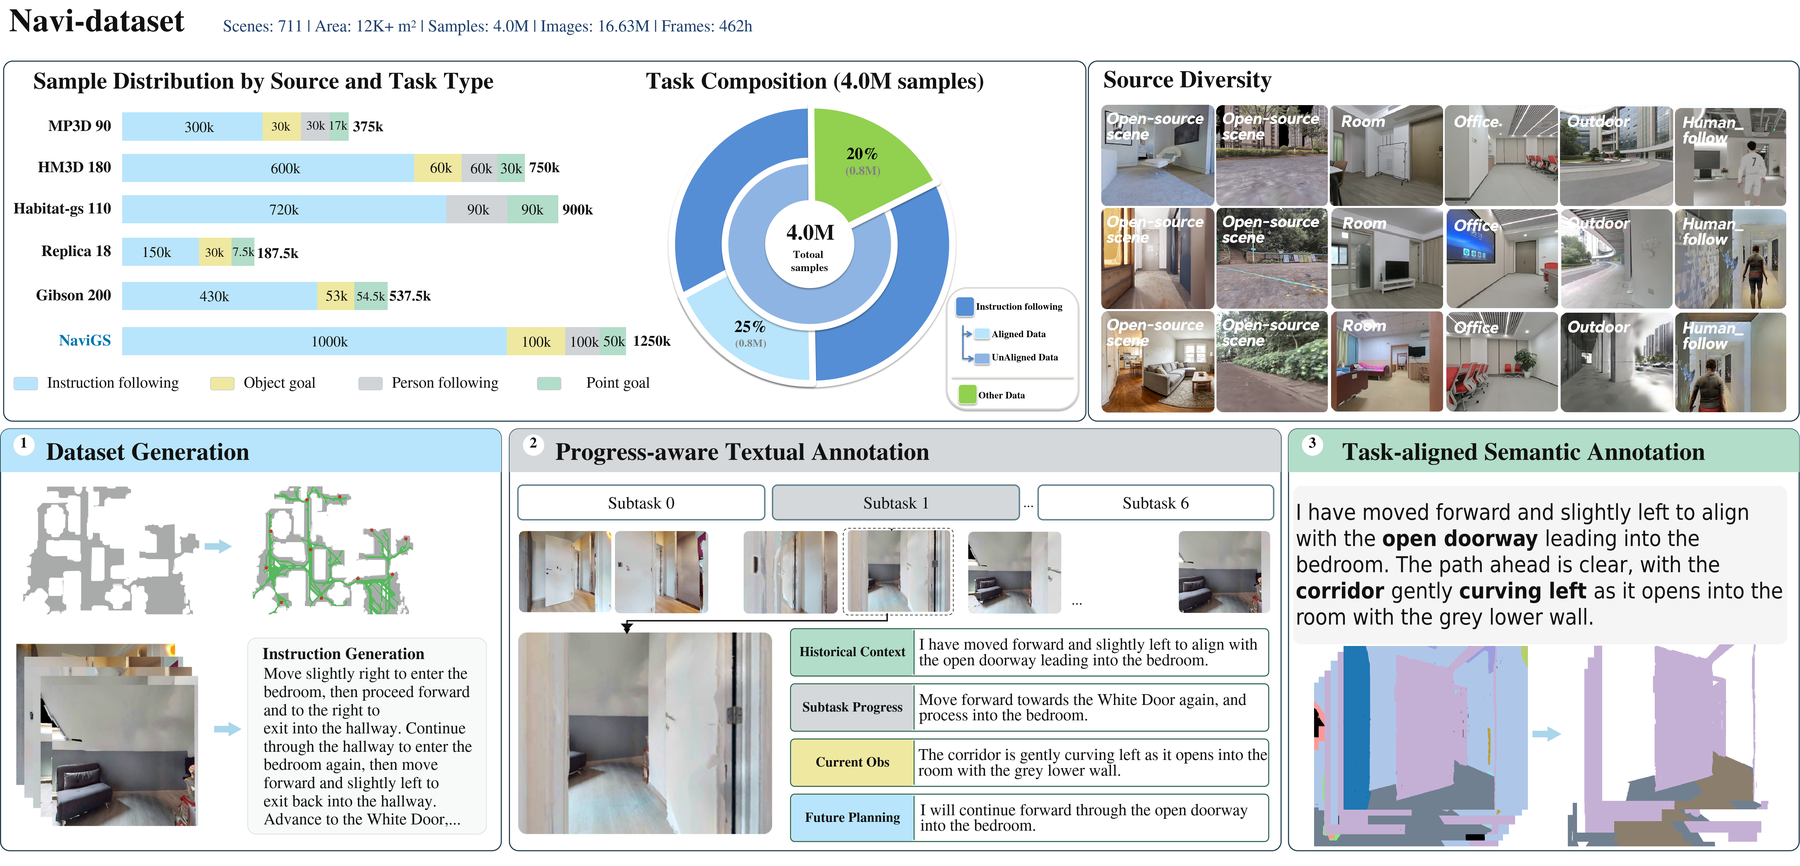 Navi-dataset
Scenes: 711 | Area: 12K+ m² | Samples: 4.0M | Images: 16.63M | Frames: 462h
Sample Distribution by Source and Task Type
MP3D 90
300k
30k
30k
17k
375k
HM3D 180
600k
60k
60k
30k
750k
Habitat-gs 110
720k
90k
90k
900k
Replica 18
150k
30k
7.5k
187.5k
Gibson 200
430k
53k
54.5k
537.5k
NaviGS
1000k
100k
100k
50k
1250k
Instruction following
Object goal
Person following
Point goal
Task Composition (4.0M samples)
20%
(0.8M)
4.0M
Totoal
samples
25%
(0.8M)
Instruction following
Aligned Data
UnAligned Data
Other Data
Source Diversity
Open-source
scene
Open-source
scene
Room
Office
Outdoor
Human_
follow
Open-source
scene
Open-source
scene
Room
Office
Outdoor
Human_
follow
Open-source
scene
Open-source
scene
Room
Office
Outdoor
Human_
follow
1
Dataset Generation
Instruction Generation
Move slightly right to enter the
bedroom, then proceed forward
and to the right to
exit into the hallway. Continue
through the hallway to enter the
bedroom again, then move
forward and slightly left to
exit back into the hallway.
Advance to the White Door,...
2
Progress-aware Textual Annotation
Subtask 0
Subtask 1
...
Subtask 6
...
Historical Context
I have moved forward and slightly left to align with
the open doorway leading into the bedroom.
Subtask Progress
Move forward towards the White Door again, and
process into the bedroom.
Current Obs
The corridor is gently curving left as it opens into the
room with the grey lower wall.
Future Planning
I will continue forward through the open doorway
into the bedroom.
3
Task-aligned Semantic Annotation
I have moved forward and slightly left to align
with the open doorway leading into the
bedroom. The path ahead is clear, with the
corridor gently curving left as it opens into the
room with the grey lower wall.